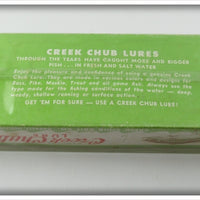 CREEK CHUB LURES
THROUGH THE YEARS HAVE CAUGHT MORE AND BIGGER
FISH . . . IN FRESH AND SALT WATER
Enjoy the pleasure and confidence of using a genuine Creek
Chub Lure. They are made in various types and weights for
Bass, Pike, Muskie, Trout and all game fish. Always use the
type made for the fishing conditions of the water — deep,
weedy, shallow running or surface action.
GET 'EM FOR SURE — USE A CREEK CHUB LURE!